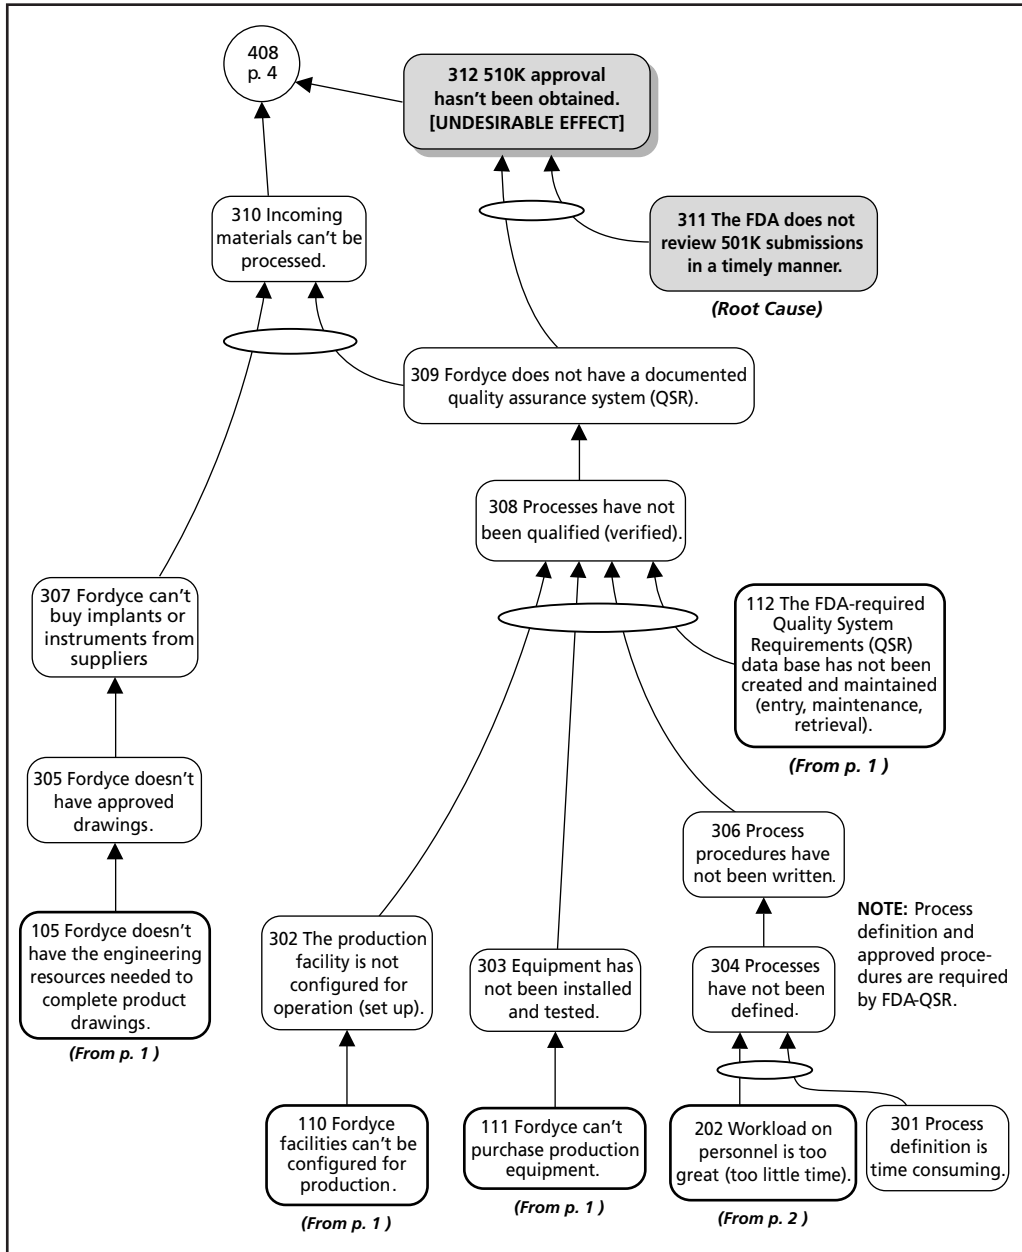 408
p. 4
312 510K approval
hasn't been obtained.
[UNDESIRABLE EFFECT]
310 Incoming
materials can't be
processed.
311 The FDA does not
review 501K submissions
in a timely manner.
(Root Cause)
309 Fordyce does not have a documented
quality assurance system (QSR).
308 Processes have not
been qualified (verified).
307 Fordyce can't
buy implants or
instruments from
suppliers
112 The FDA-required
Quality System
Requirements (QSR)
data base has not been
created and maintained
(entry, maintenance,
retrieval).
(From p. 1 )
305 Fordyce doesn't
have approved
drawings.
306 Process
procedures have
not been written.
105 Fordyce doesn't
have the engineering
resources needed to
complete product
drawings.
(From p. 1 )
302 The production
facility is not
configured for
operation (set up).
303 Equipment has
not been installed
and tested.
304 Processes
have not been
defined.
NOTE: Process
definition and
approved proce-
dures are required
by FDA-QSR.
110 Fordyce
facilities can't be
configured for
production.
(From p. 1 )
111 Fordyce can't
purchase production
equipment.
(From p. 1 )
202 Workload on
personnel is too
great (too little time).
(From p. 2 )
301 Process
definition is
time consuming.